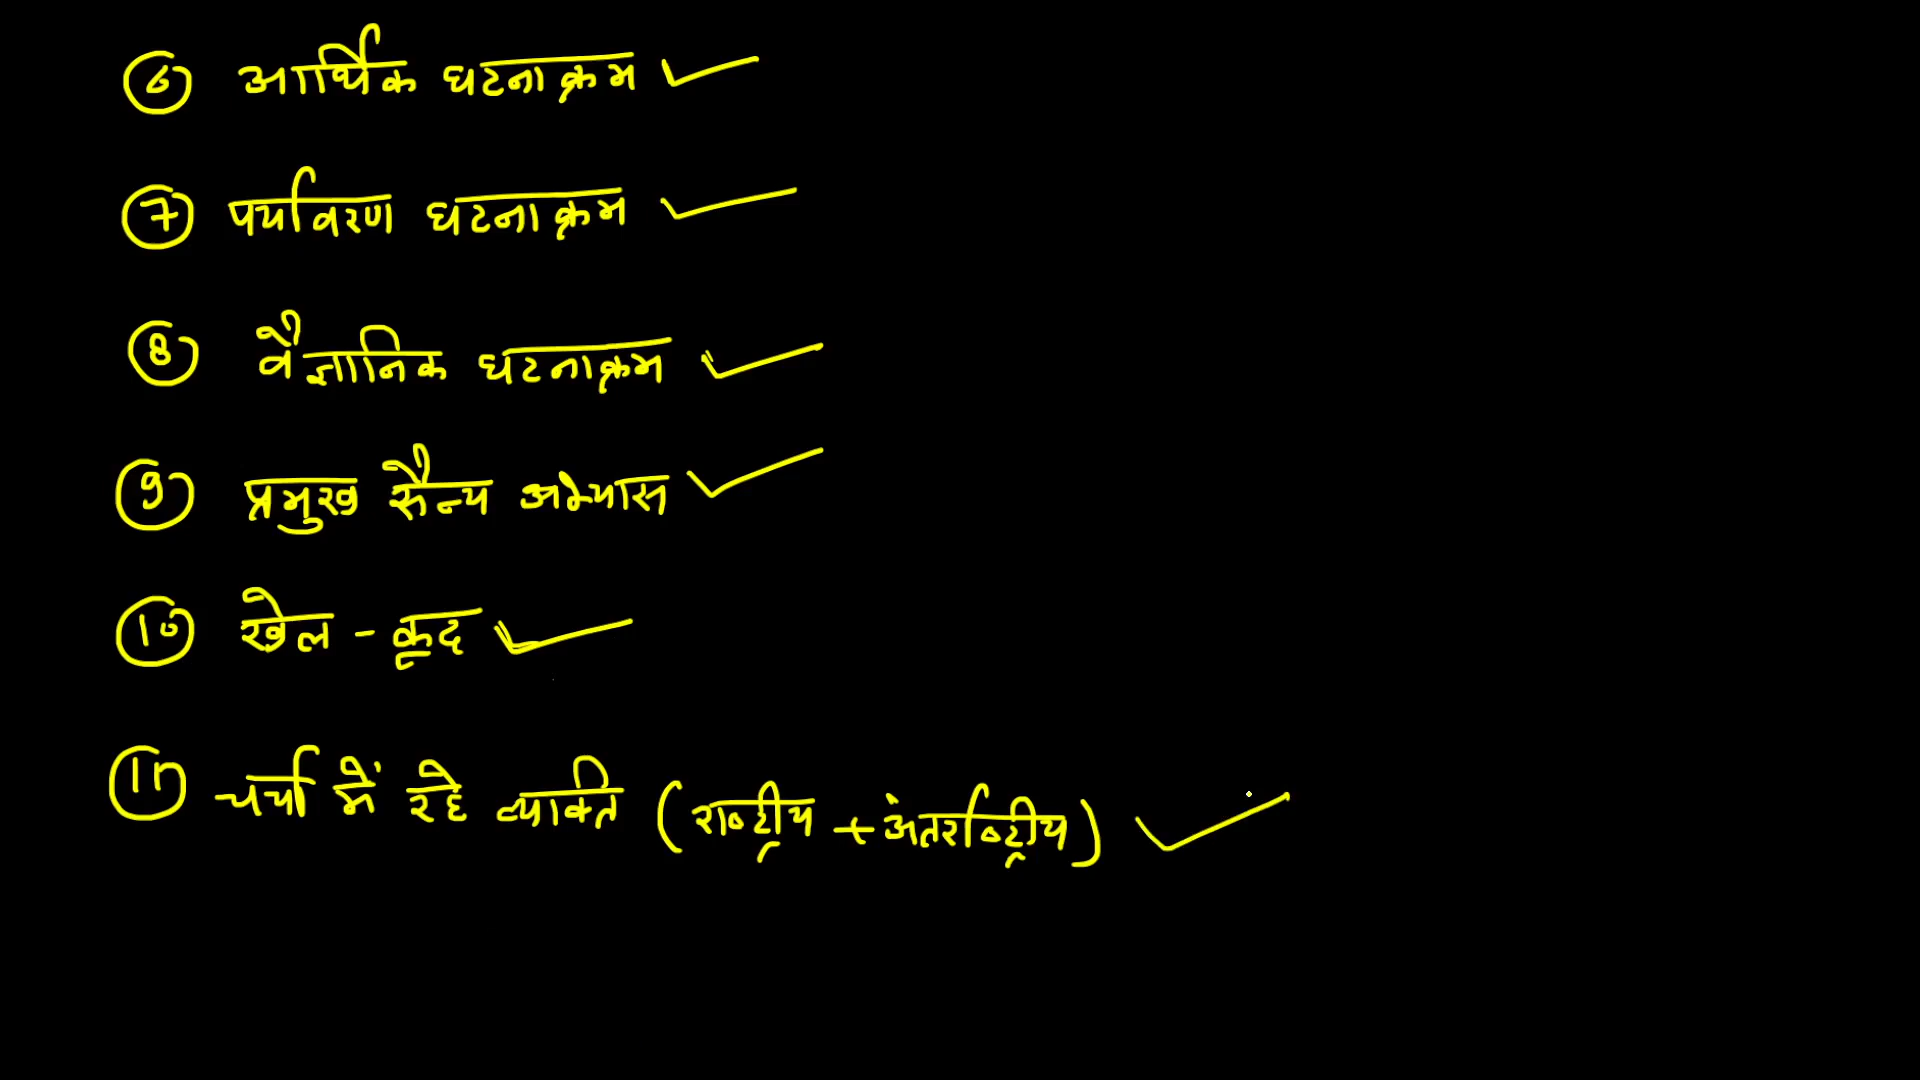 6 आर्थिक घटनाक्रम
7 पर्यावरण घटनाक्रम
8 वैज्ञानिक घटनाक्रम
9 प्रमुख सैन्य अभ्यास
10 खेल - कूद
11 चर्चा में रहे व्यक्ति (राष्ट्रीय + अंतर्राष्ट्रीय)